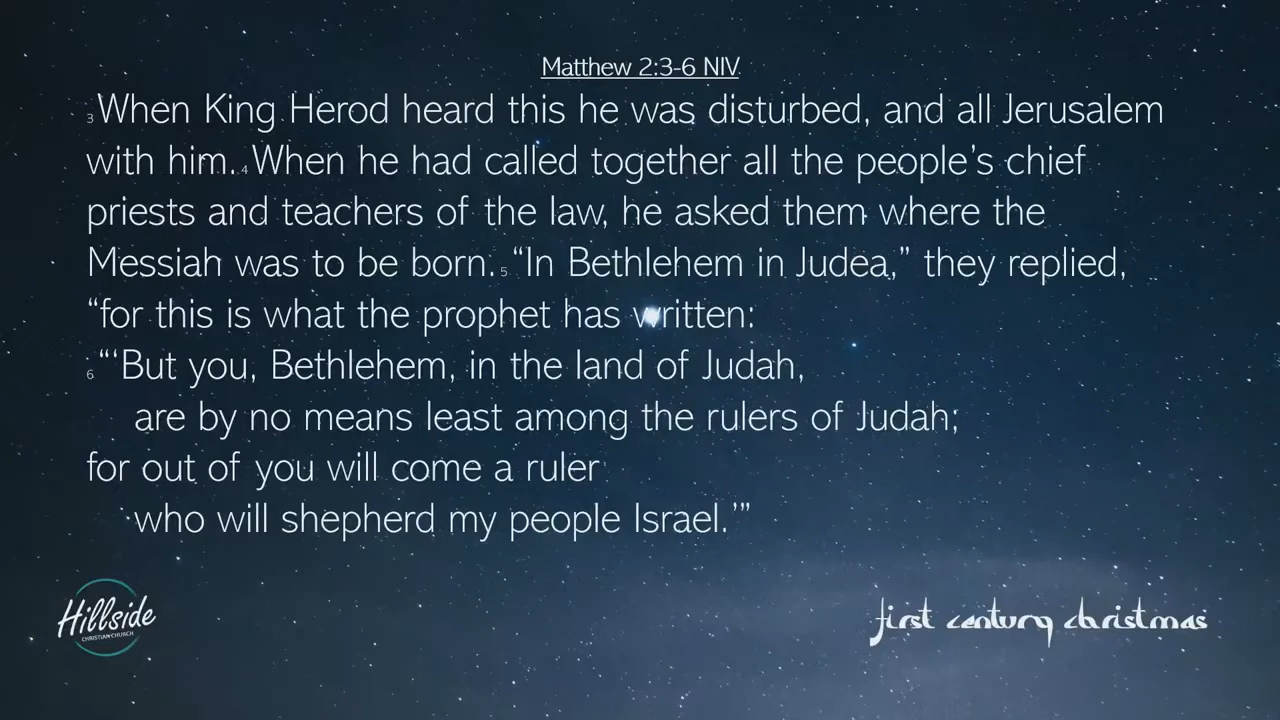 Matthew 2:3-6 NIV
3 When King Herod heard this he was disturbed, and all Jerusalem
with him. 4 When he had called together all the people’s chief
priests and teachers of the law, he asked them where the
Messiah was to be born. 5 “In Bethlehem in Judea,” they replied,
“for this is what the prophet has written:
6 “‘But you, Bethlehem, in the land of Judah,
are by no means least among the rulers of Judah;
for out of you will come a ruler
who will shepherd my people Israel.’”
Hillside
CHRISTIAN CHURCH
first century christmas